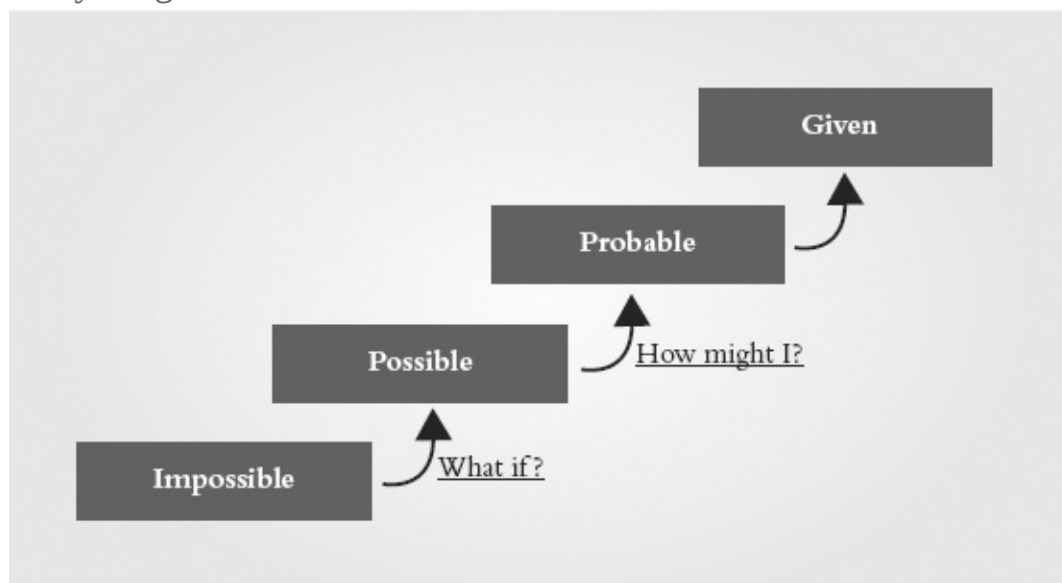 Given
Probable
How might I?
Possible
What if?
Impossible